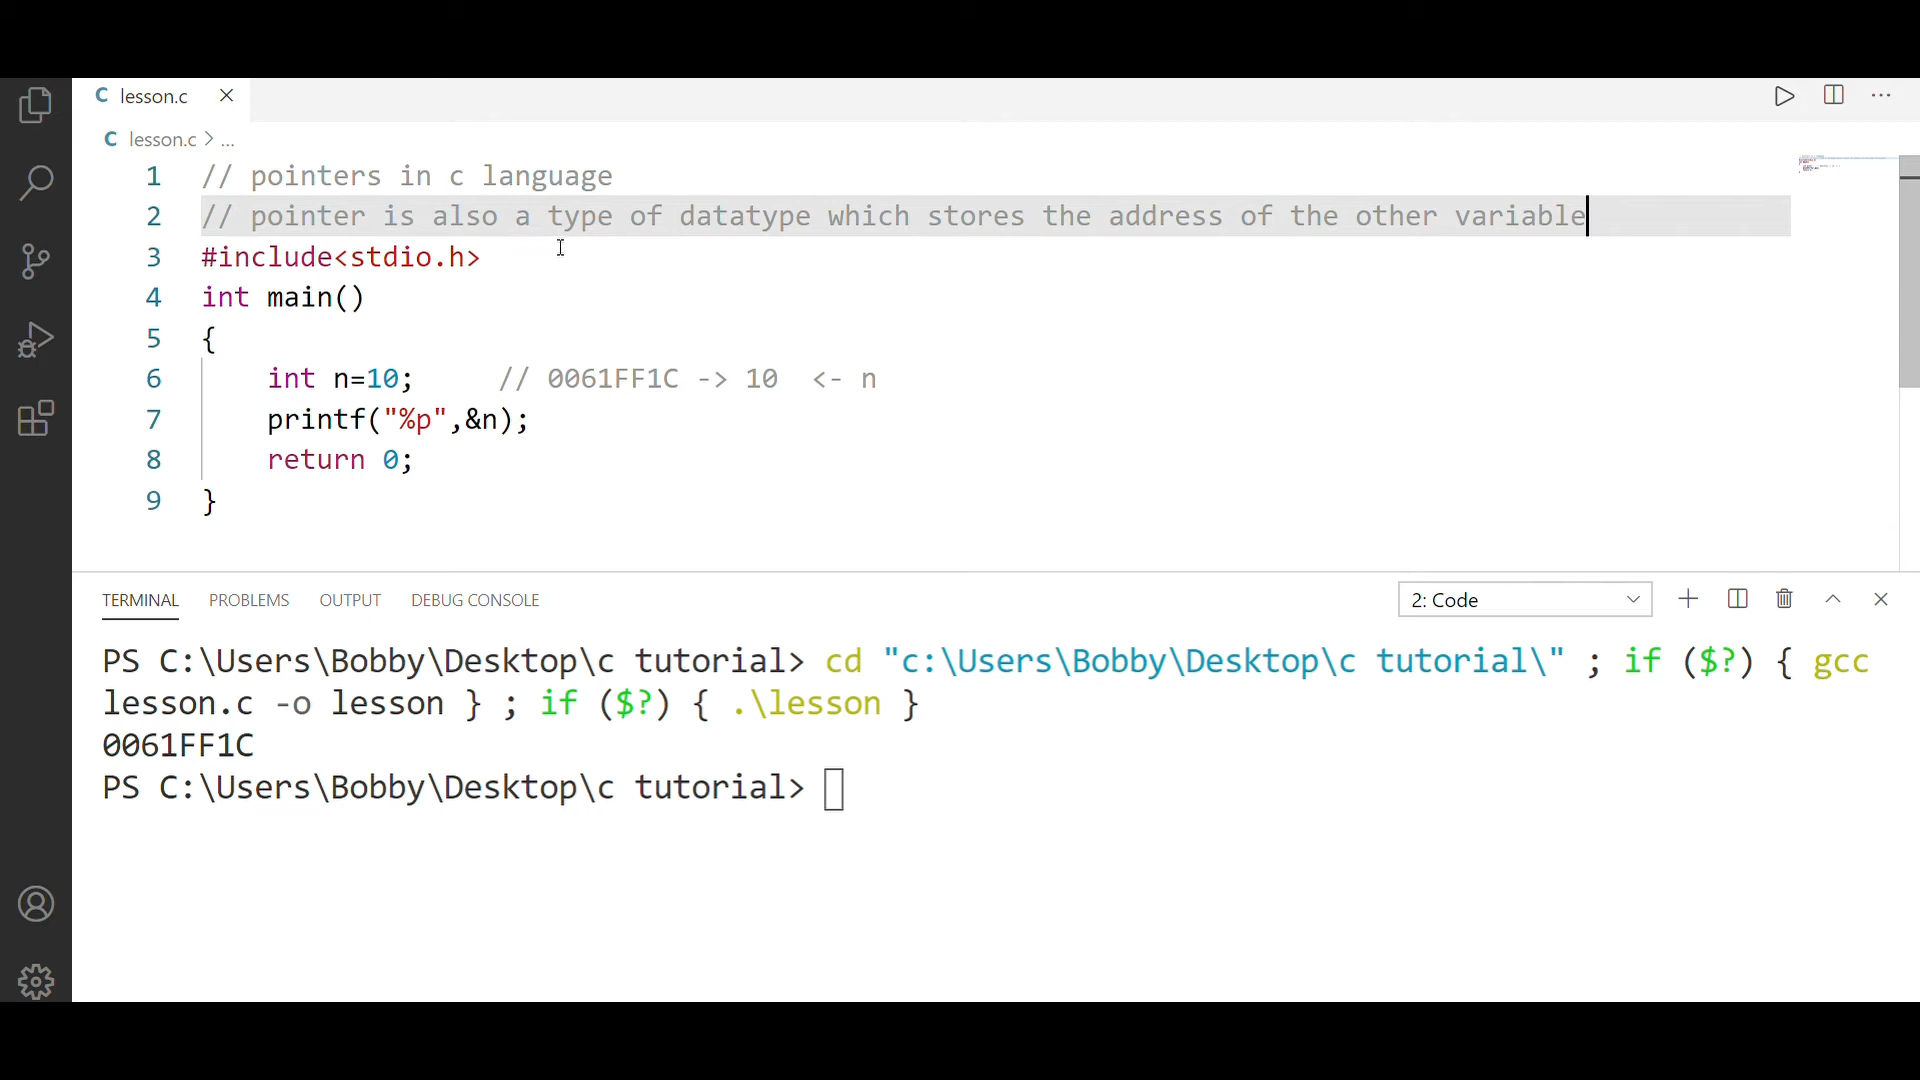 C lesson.c
C lesson.c > ...
1 // pointers in c language
2 // pointer is also a type of datatype which stores the address of the other variable
3 #include<stdio.h>
4 int main()
5 {
6 int n=10; // 0061FF1C -> 10 <- n
7 printf("%p",&n);
8 return 0;
9 }
TERMINAL PROBLEMS OUTPUT DEBUG CONSOLE 2: Code
PS C:\Users\Bobby\Desktop\c tutorial> cd "c:\Users\Bobby\Desktop\c tutorial\" ; if ($?) { gcc
lesson.c -o lesson } ; if ($?) { .\lesson }
0061FF1C
PS C:\Users\Bobby\Desktop\c tutorial>